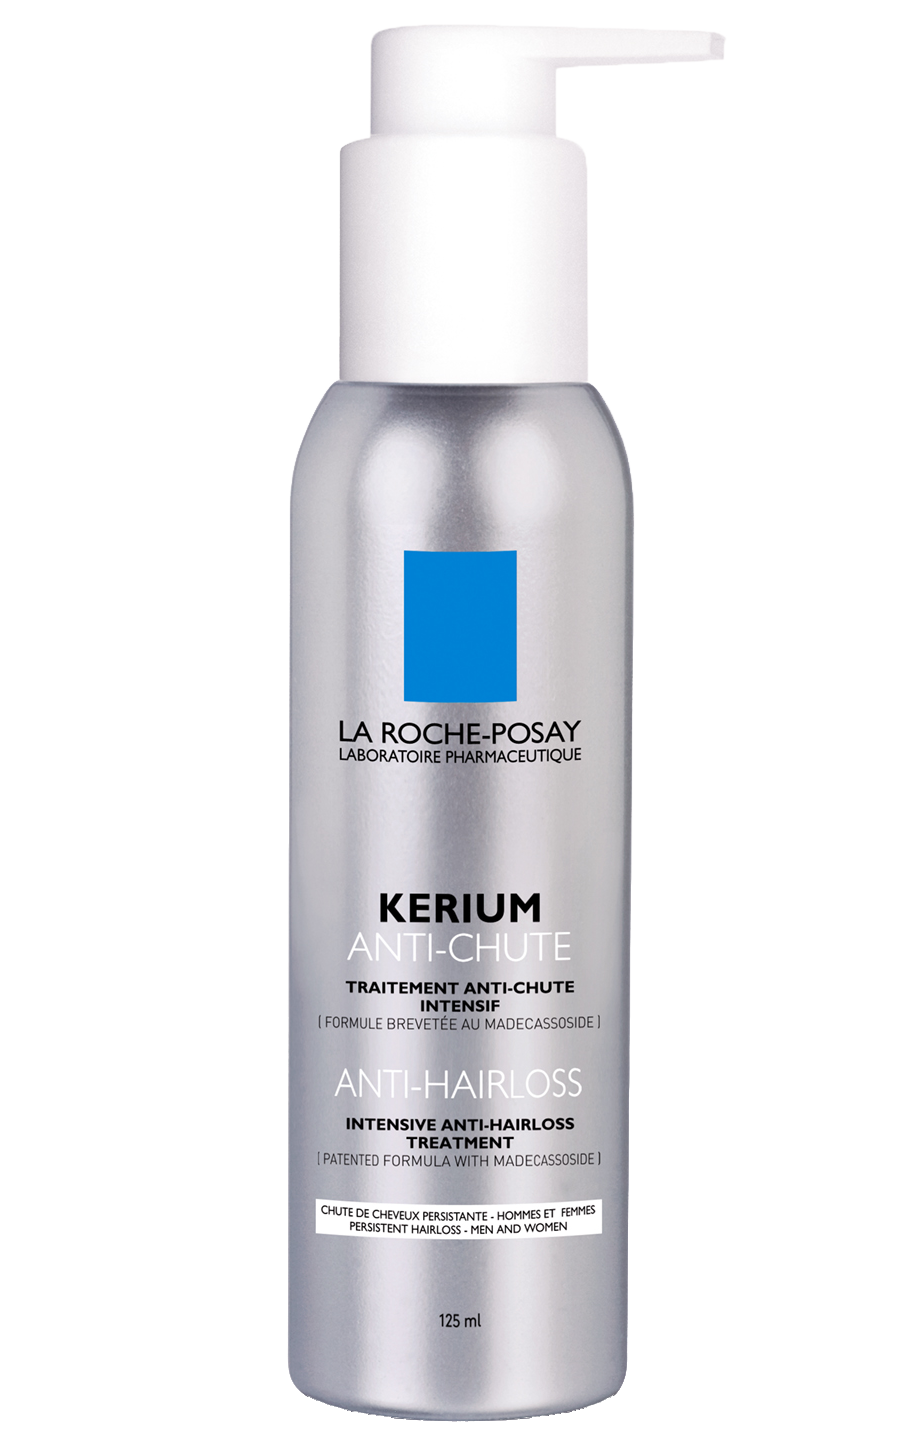 LA ROCHE-POSAY
LABORATOIRE PHARMACEUTIQUE
KERIUM
ANTI-CHUTE
TRAITEMENT ANTI-CHUTE
INTENSIF
[ FORMULE BREVETÉE AU MADECASSOSIDE ]
ANTI-HAIRLOSS
INTENSIVE ANTI-HAIRLOSS
TREATMENT
[ PATENTED FORMULA WITH MADECASSOSIDE ]
CHUTE DE CHEVEUX PERSISTANTE - HOMMES ET FEMMES
PERSISTENT HAIRLOSS - MEN AND WOMEN
125 ml